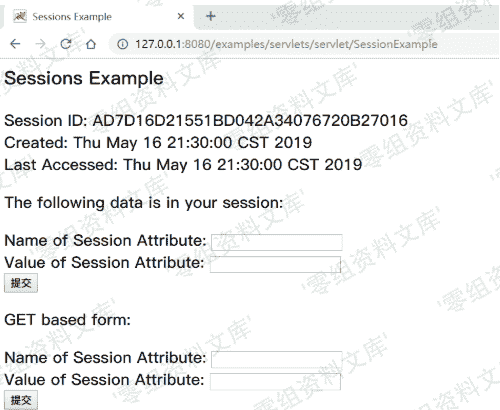 Sessions Example
127.0.0.1:8080/examples/servlets/servlet/SessionExample
Sessions Example
Session ID: AD7D16D21551BD042A34076720B27016
Created: Thu May 16 21:30:00 CST 2019
Last Accessed: Thu May 16 21:30:00 CST 2019
The following data is in your session:
Name of Session Attribute:
Value of Session Attribute:
提交
GET based form:
Name of Session Attribute:
Value of Session Attribute:
提交
'零组资料文库'